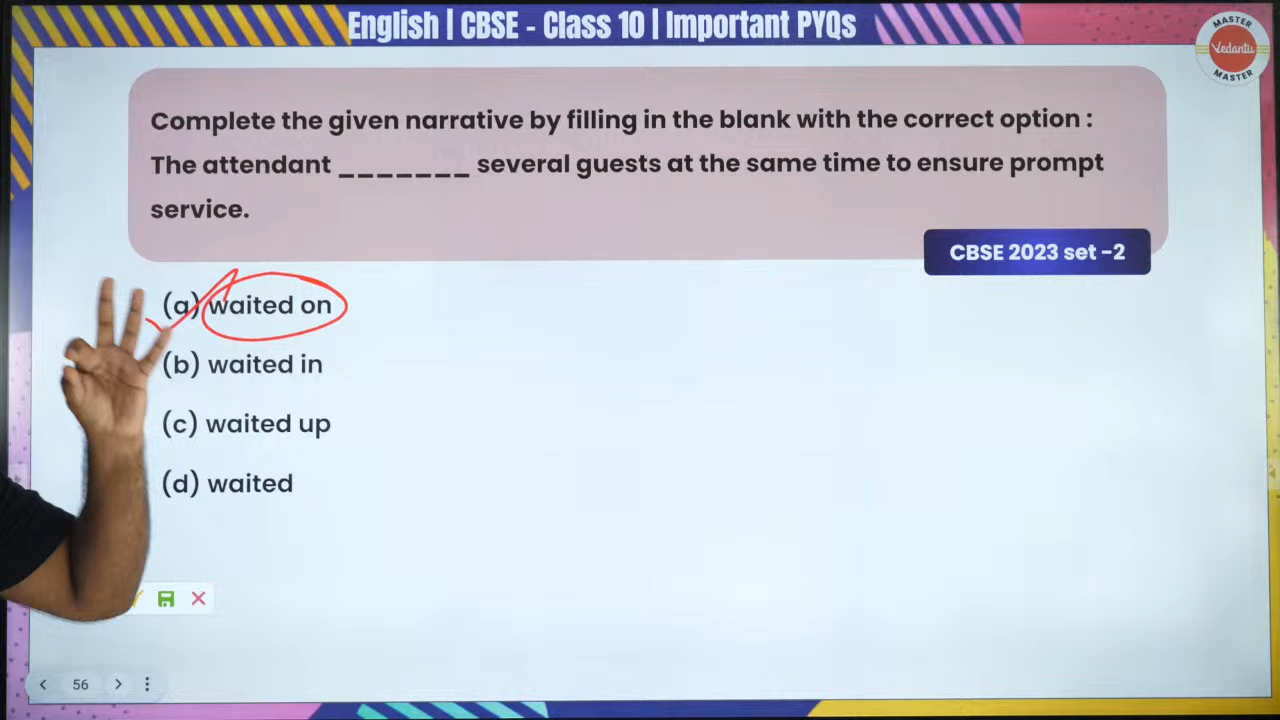 English | CBSE - Class 10 | Important PYQs
MASTER
Vedantu
MASTER
Complete the given narrative by filling in the blank with the correct option :
The attendant _______ several guests at the same time to ensure prompt
service.
CBSE 2023 set -2
(a) waited on
(b) waited in
(c) waited up
(d) waited
56